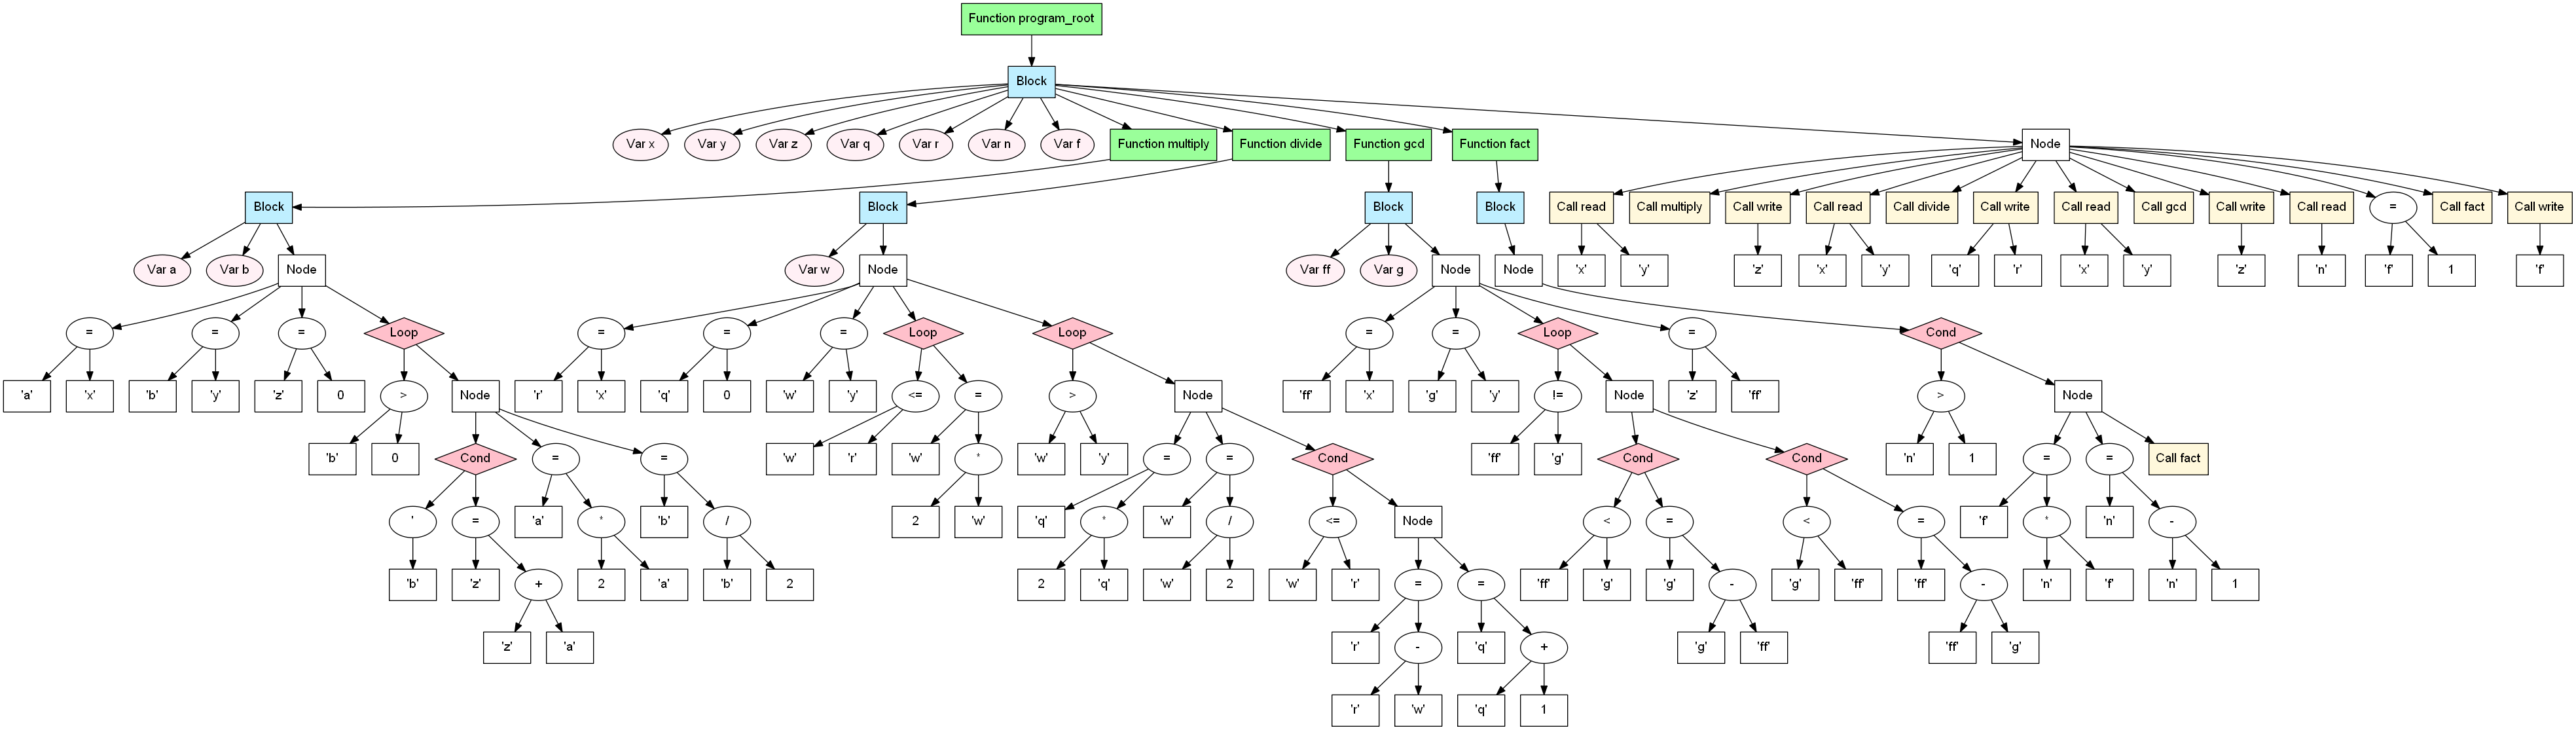 Function program_root
Block
Var x Var y Var z Var q Var r Var n Var f Function multiply Function divide Function gcd Function fact Node
Block Block Block Block Call read Call multiply Call write Call read Call divide Call write Call read Call gcd Call write Call read = Call fact Call write
Var a Var b Node Var w Node Var ff Var g Node Node 'x' 'y' 'z' 'x' 'y' 'q' 'r' 'x' 'y' 'z' 'n' 'f' 1 'f'
= = = Loop = = = Loop Loop = = Loop = Cond
'a' 'x' 'b' 'y' 'z' 0 > Node 'r' 'x' 'q' 0 'w' 'y' <= = > Node 'ff' 'x' 'g' 'y' != Node 'z' 'ff' > Node
'b' 0 Cond = = 'w' 'r' 'w' * 'w' 'y' = = Cond 'ff' 'g' Cond Cond 'n' 1 = = Call fact
' = 'a' * 'b' / 2 'w' 'q' * 'w' / <= Node < = < = 'f' * 'n' -
'b' 'z' + 2 'a' 'b' 2 2 'q' 'w' 2 'w' 'r' = = 'ff' 'g' 'g' - 'g' 'ff' 'ff' - 'n' 'f' 'n' 1
'z' 'a' 'r' - 'q' + 'g' 'ff' 'ff' 'g'
'r' 'w' 'q' 1